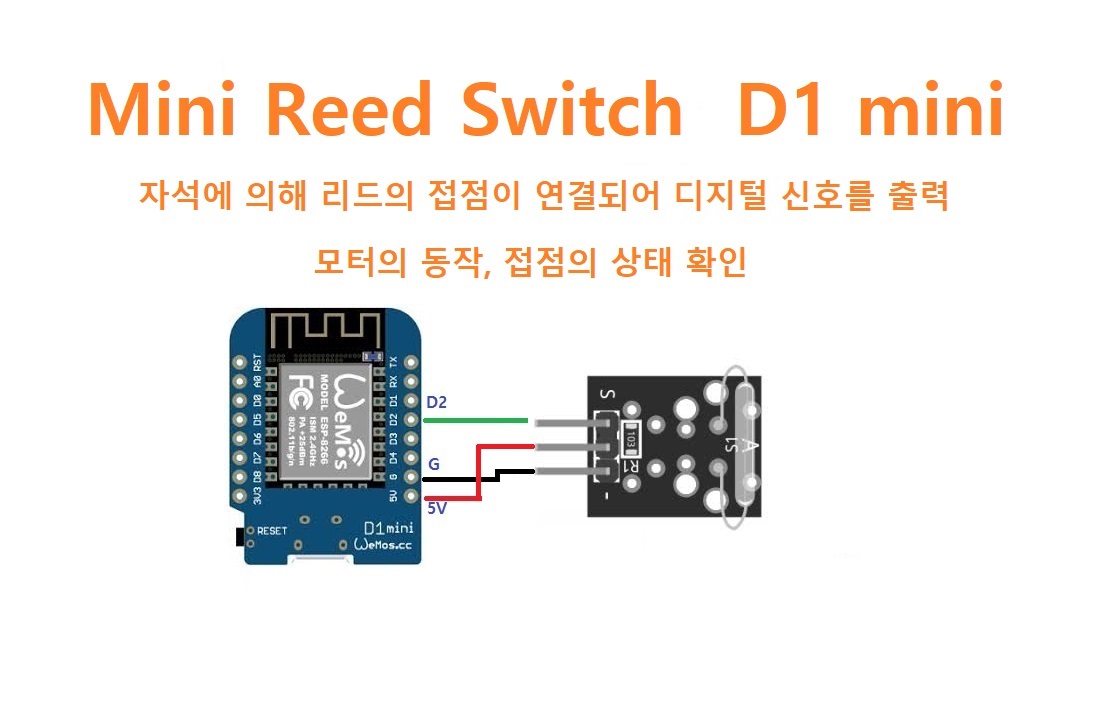 Mini Reed Switch D1 mini
자석에 의해 리드의 접점이 연결되어 디지털 신호를 출력
모터의 동작, 접점의 상태 확인
RST
A0
D0
D5
D6
D7
D8
3V3
TX
RX
D1
D2
D3
D4
G
5V
WeMos
MODEL ESP-8266
ISM 2.4GHz
PA +25dBm
802.11b/gn
FC
RESET
D1 mini
WeMos.cc
D2
G
5V
S
103
R1
-
A
S1